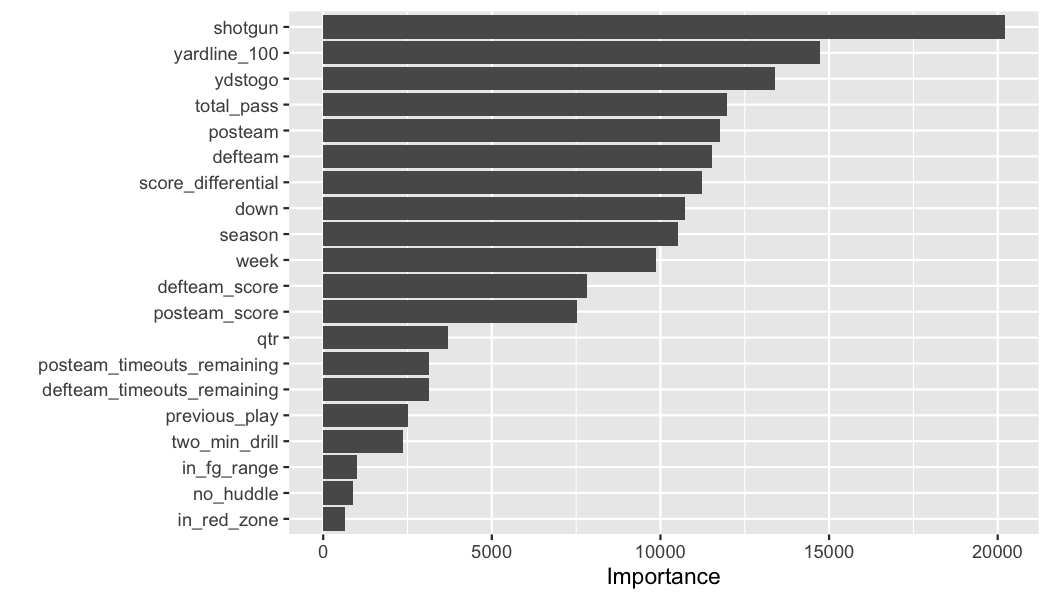 shotgun
yardline_100
ydstogo
total_pass
posteam
defteam
score_differential
down
season
week
defteam_score
posteam_score
qtr
posteam_timeouts_remaining
defteam_timeouts_remaining
previous_play
two_min_drill
in_fg_range
no_huddle
in_red_zone
0 5000 10000 15000 20000
Importance